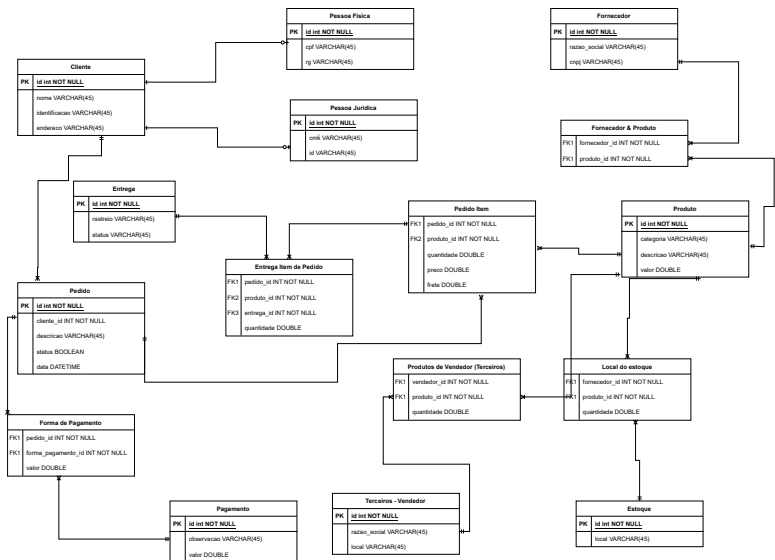 Pessoa Física
PK id int NOT NULL
cpf VARCHAR(45)
rg VARCHAR(45)
Fornecedor
PK id int NOT NULL
razao_social VARCHAR(45)
cnpj VARCHAR(45)
Cliente
PK id int NOT NULL
nome VARCHAR(45)
identificacao VARCHAR(45)
endereco VARCHAR(45)
Pessoa Juridica
PK id int NOT NULL
VARCHAR(45)
id VARCHAR(45)
Fornecedor & Produto
FK1 fornecedor_id INT NOT NULL
FK1 produto_id INT NOT NULL
Entrega
PK id int NOT NULL
rastreio VARCHAR(45)
status VARCHAR(45)
Pedido Item
FK1 pedido_id INT NOT NULL
FK2 produto_id INT NOT NULL
quantidade DOUBLE
preco DOUBLE
frete DOUBLE
Produto
PK id int NOT NULL
categoria VARCHAR(45)
descricao VARCHAR(45)
valor DOUBLE
Entrega Item de Pedido
FK1 pedido_id INT NOT NULL
FK2 produto_id INT NOT NULL
FK3 entrega_id INT NOT NULL
quantidade DOUBLE
Pedido
PK id int NOT NULL
cliente_id INT NOT NULL
descricao VARCHAR(45)
status BOOLEAN
data DATETIME
Produtos de Vendedor (Terceiros)
FK1 vendedor_id INT NOT NULL
FK1 produto_id INT NOT NULL
quantidade DOUBLE
Local do estoque
FK1 fornecedor_id INT NOT NULL
FK1 produto_id INT NOT NULL
quantidade DOUBLE
Forma de Pagamento
FK1 pedido_id INT NOT NULL
FK1 forma_pagamento_id INT NOT NULL
valor DOUBLE
Pagamento
PK id int NOT NULL
observacao VARCHAR(45)
valor DOUBLE
Terceiros - Vendedor
PK id int NOT NULL
razao_social VARCHAR(45)
local VARCHAR(45)
Estoque
PK id int NOT NULL
local VARCHAR(45)